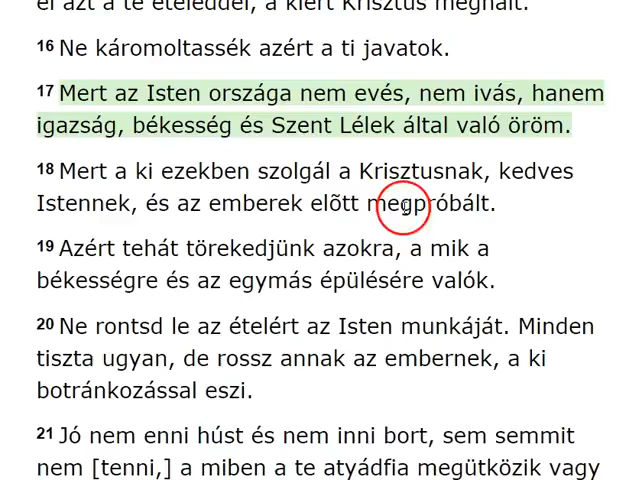 el azt a te ételeddel, a kiért Krisztus meghalt.
16 Ne káromoltassék azért a ti javatok.
17 Mert az Isten országa nem evés, nem ivás, hanem
igazság, békesség és Szent Lélek által való öröm.
18 Mert a ki ezekben szolgál a Krisztusnak, kedves
Istennek, és az emberek elõtt megpróbált.
19 Azért tehát törekedjünk azokra, a mik a
békességre és az egymás épülésére valók.
20 Ne rontsd le az ételért az Isten munkáját. Minden
tiszta ugyan, de rossz annak az embernek, a ki
botránkozással eszi.
21 Jó nem enni húst és nem inni bort, sem semmit
nem [tenni,] a miben a te atyádfia megütközik vagy